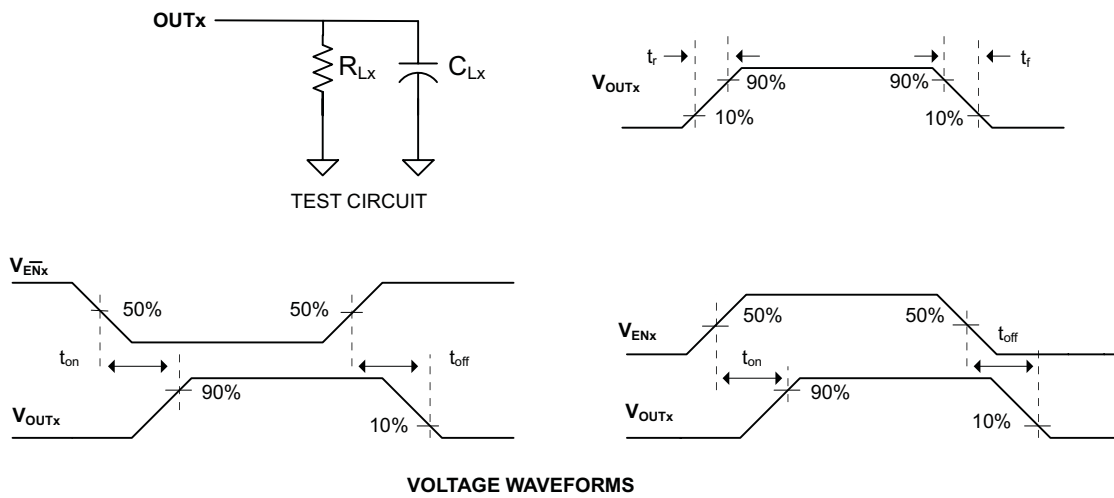 OUTx
RLx
CLx
TEST CIRCUIT
tr
tf
VOUTx
90%
90%
10%
10%
VEN̅x
50%
50%
ton
toff
VOUTx
90%
10%
VENx
50%
50%
ton
toff
VOUTx
90%
10%
VOLTAGE WAVEFORMS